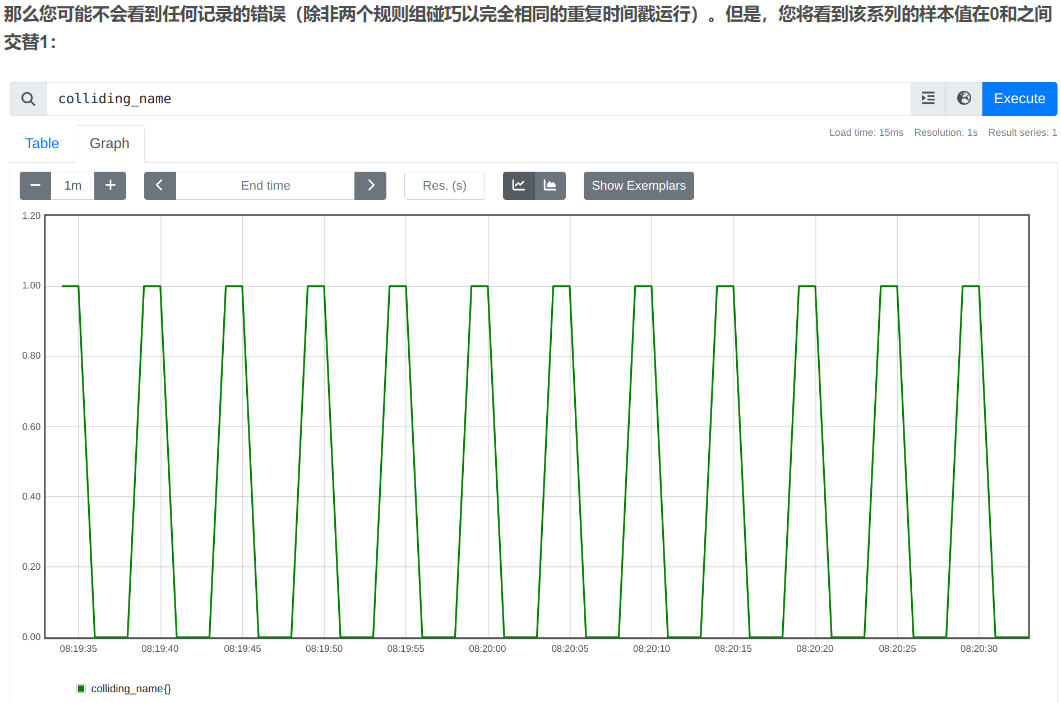 那么您可能不会看到任何记录的错误（除非两个规则组碰巧以完全相同的重复时间戳运行）。但是，您将看到该系列的样本值在0和之间
交替1：
colliding_name
Execute
Table
Graph
Load time: 15ms Resolution: 1s Result series: 1
1m
End time
Res. (s)
Show Exemplars
1.20
1.00
0.80
0.60
0.40
0.20
0.00
08:19:35 08:19:40 08:19:45 08:19:50 08:19:55 08:20:00 08:20:05 08:20:10 08:20:15 08:20:20 08:20:25 08:20:30
colliding_name{}